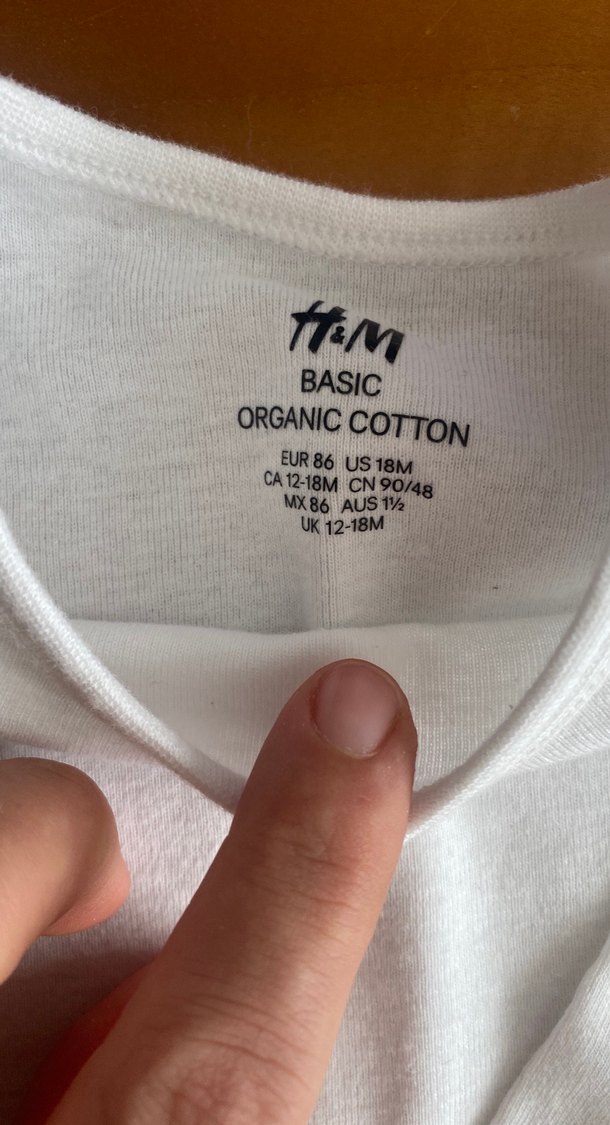 H&M
BASIC
ORGANIC COTTON
EUR 86 US 18M
CA 12-18M CN 90/48
MX 86 AUS 1½
UK 12-18M